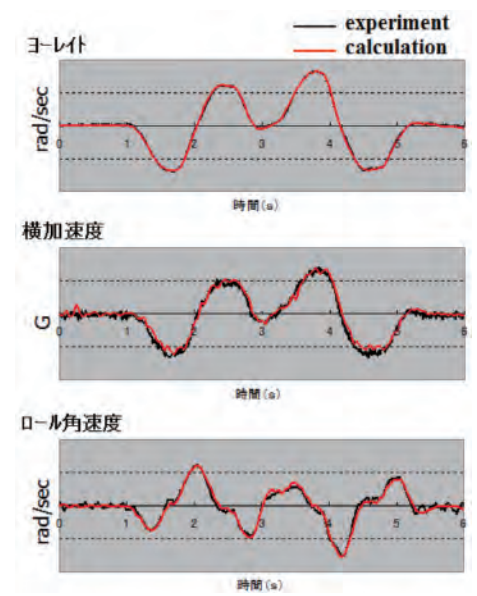 experiment
calculation
ヨーレイト
rad/sec
0 1 2 3 4 5 6
時間(s)
横加速度
G
0 1 2 3 4 5 6
時間(s)
ロール角速度
rad/sec
0 1 2 3 4 5 6
時間(s)